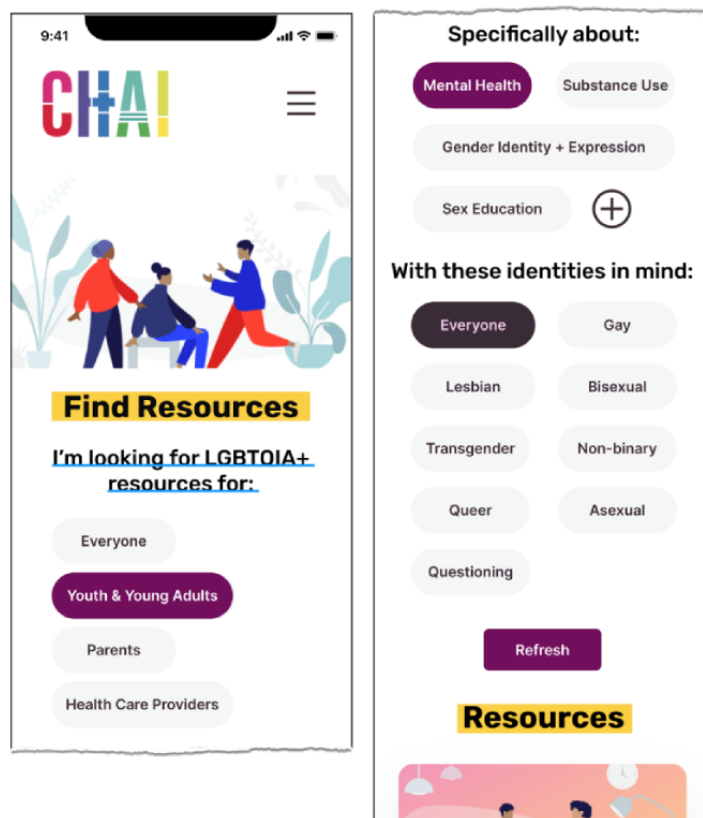 9:41
CHA!
Find Resources
I'm looking for LGBTQIA+
resources for:
Everyone
Youth & Young Adults
Parents
Health Care Providers
Specifically about:
Mental Health
Substance Use
Gender Identity + Expression
Sex Education
With these identities in mind:
Everyone
Gay
Lesbian
Bisexual
Transgender
Non-binary
Queer
Asexual
Questioning
Refresh
Resources